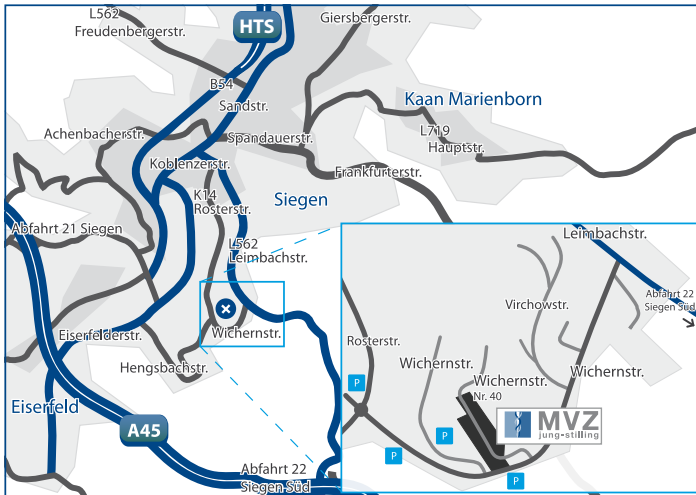 L562
Freudenbergerstr.
HTS
Giersbergerstr.
B54
Sandstr.
Kaan Marienborn
Achenbacherstr.
Spandauerstr.
L719
Hauptstr.
Koblenzerstr.
Frankfurterstr.
K14
Rosterstr.
Siegen
Abfahrt 21 Siegen
L562
Leimbachstr.
Eiserfelderstr.
Wichernstr.
Hengsbachstr.
Eiserfeld
A45
Abfahrt 22
Siegen Süd
Leimbachstr.
Abfahrt 22
Siegen Süd
Virchowstr.
Rosterstr.
Wichernstr.
Wichernstr.
Wichernstr.
Nr. 40
P
MVZ
jung-stilling
P
P
P